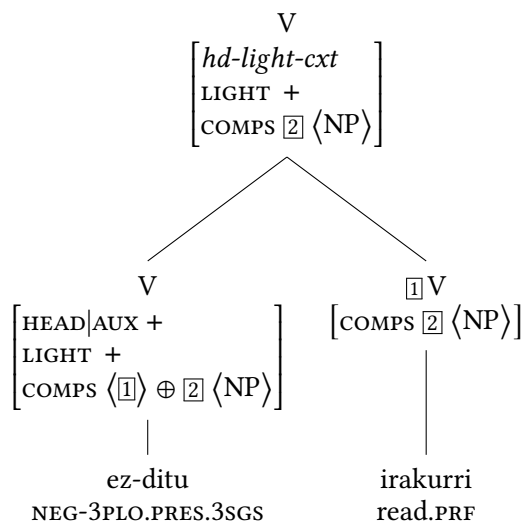 V
hd-light-cxt
LIGHT +
COMPS 2 ⟨NP⟩
V
HEAD|AUX +
LIGHT +
COMPS ⟨1⟩ ⊕ 2 ⟨NP⟩
1 V
[COMPS 2 ⟨NP⟩]
ez-ditu
NEG-3PLO.PRES.3SGS
irakurri
read.PRF